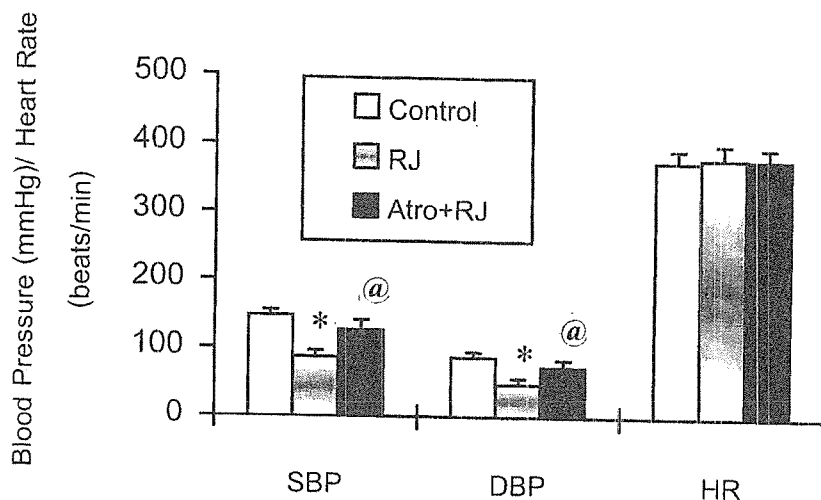 Blood Pressure (mmHg)/ Heart Rate
(beats/min)
500
400
300
200
100
0
Control
RJ
Atro+RJ
*
@
*
@
SBP
DBP
HR